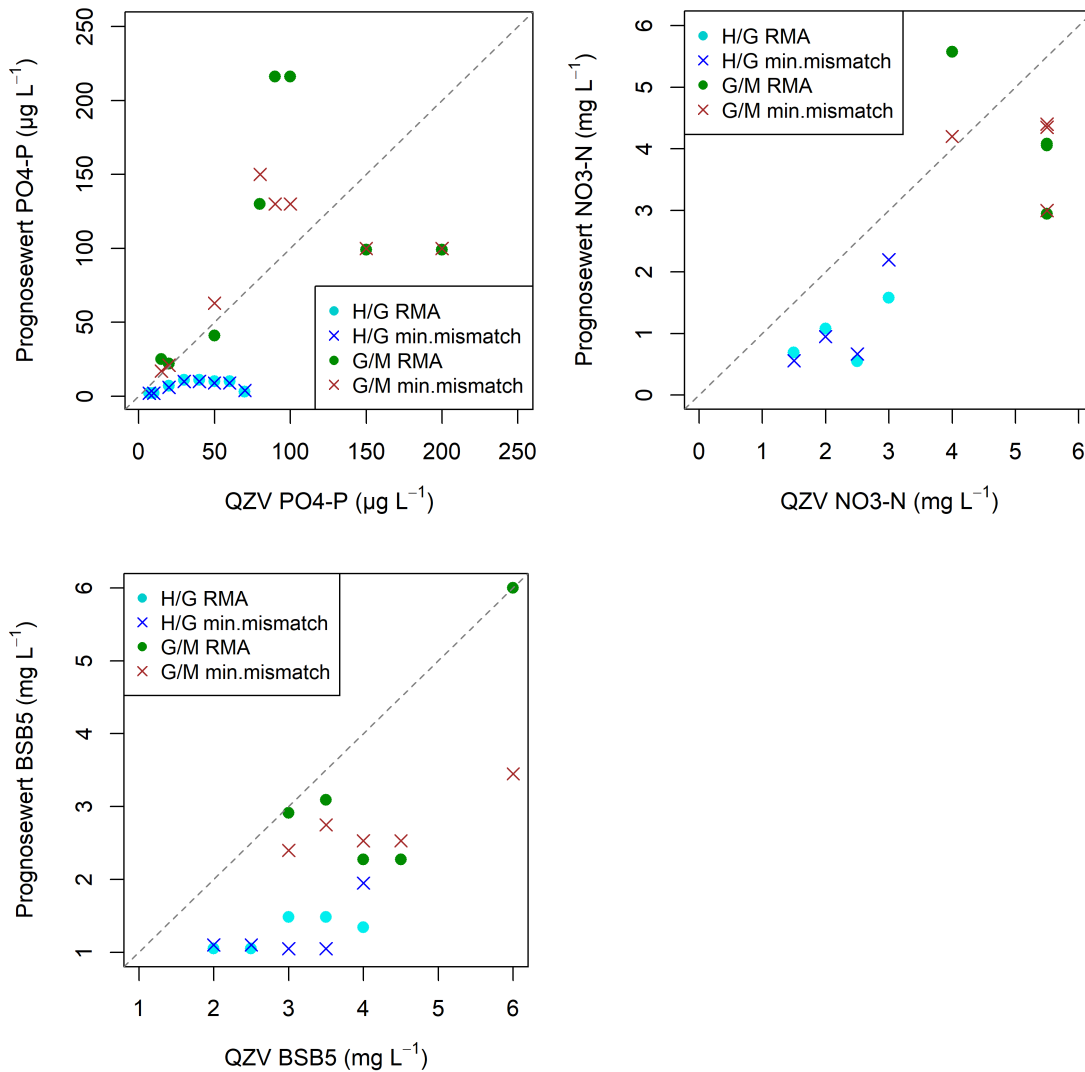 Prognosewert PO4-P (µg L⁻¹)
250
200
150
100
50
0
H/G RMA
H/G min.mismatch
G/M RMA
G/M min.mismatch
0 50 100 150 200 250
QZV PO4-P (µg L⁻¹)
Prognosewert NO3-N (mg L⁻¹)
6
5
4
3
2
1
0
H/G RMA
H/G min.mismatch
G/M RMA
G/M min.mismatch
0 1 2 3 4 5 6
QZV NO3-N (mg L⁻¹)
Prognosewert BSB5 (mg L⁻¹)
6
5
4
3
2
1
H/G RMA
H/G min.mismatch
G/M RMA
G/M min.mismatch
1 2 3 4 5 6
QZV BSB5 (mg L⁻¹)